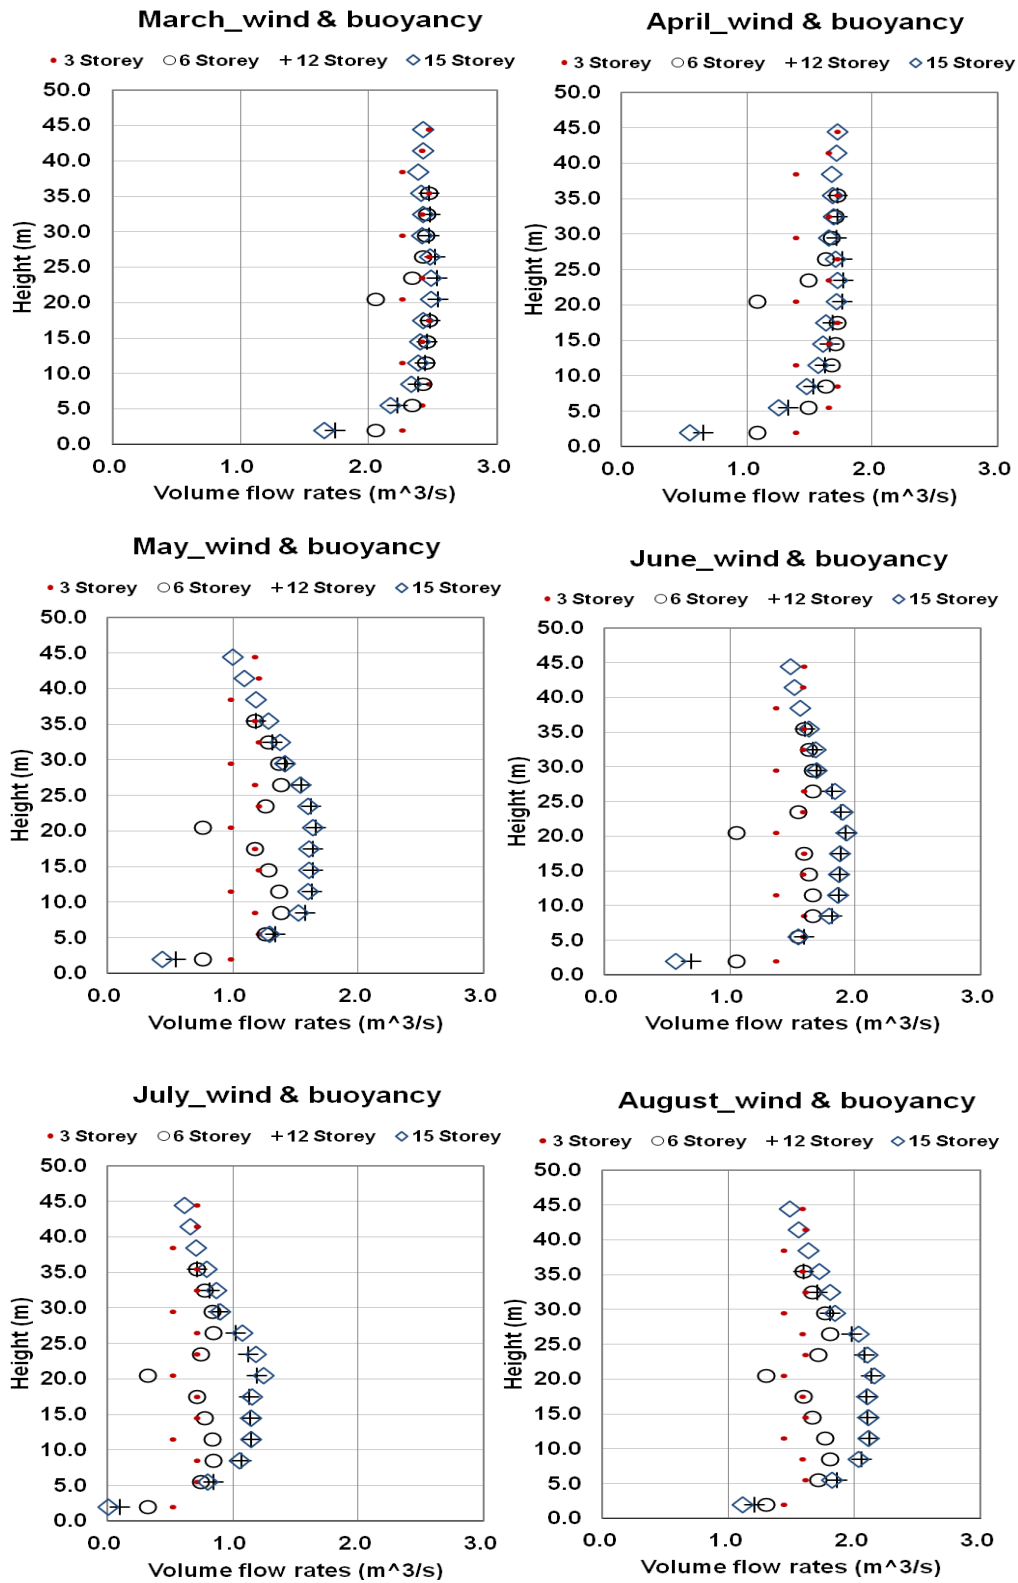 March_wind & buoyancy
3 Storey 6 Storey 12 Storey 15 Storey
50.0
45.0
40.0
35.0
30.0
25.0
20.0
15.0
10.0
5.0
0.0
Height (m)
0.0 1.0 2.0 3.0
Volume flow rates (m^3/s)
April_wind & buoyancy
3 Storey 6 Storey 12 Storey 15 Storey
50.0
45.0
40.0
35.0
30.0
25.0
20.0
15.0
10.0
5.0
0.0
Height (m)
0.0 1.0 2.0 3.0
Volume flow rates (m^3/s)
May_wind & buoyancy
3 Storey 6 Storey 12 Storey 15 Storey
50.0
45.0
40.0
35.0
30.0
25.0
20.0
15.0
10.0
5.0
0.0
Height (m)
0.0 1.0 2.0 3.0
Volume flow rates (m^3/s)
June_wind & buoyancy
3 Storey 6 Storey 12 Storey 15 Storey
50.0
45.0
40.0
35.0
30.0
25.0
20.0
15.0
10.0
5.0
0.0
Height (m)
0.0 1.0 2.0 3.0
Volume flow rates (m^3/s)
July_wind & buoyancy
3 Storey 6 Storey 12 Storey 15 Storey
50.0
45.0
40.0
35.0
30.0
25.0
20.0
15.0
10.0
5.0
0.0
Height (m)
0.0 1.0 2.0 3.0
Volume flow rates (m^3/s)
August_wind & buoyancy
3 Storey 6 Storey 12 Storey 15 Storey
50.0
45.0
40.0
35.0
30.0
25.0
20.0
15.0
10.0
5.0
0.0
Height (m)
0.0 1.0 2.0 3.0
Volume flow rates (m^3/s)